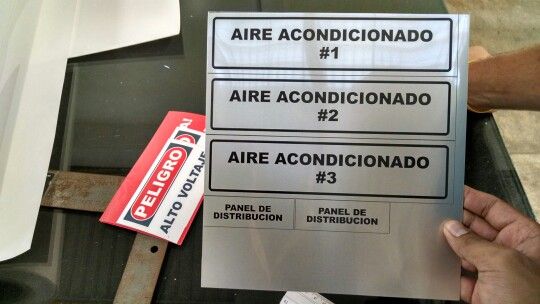 AIRE ACONDICIONADO
#1
AIRE ACONDICIONADO
#2
AIRE ACONDICIONADO
#3
PANEL DE
DISTRIBUCION
PANEL DE
DISTRIBUCION
PELIGRO
ALTO VOLTAJE